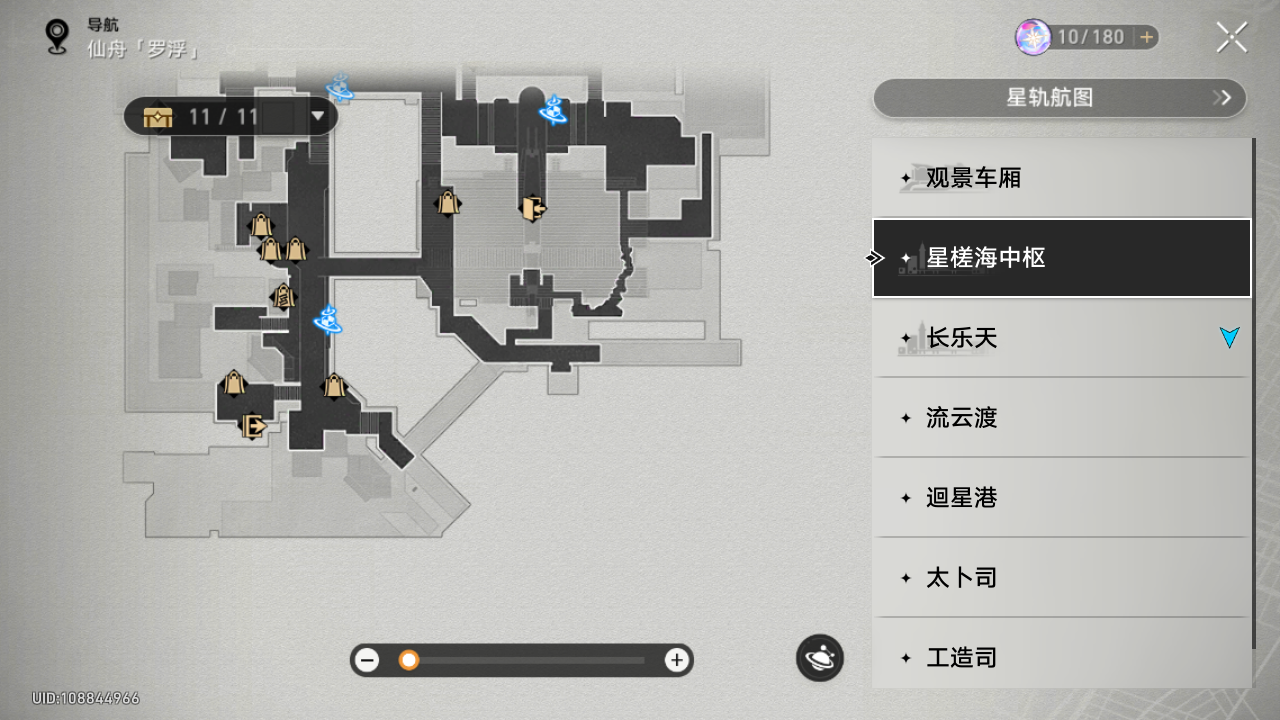 导航
仙舟「罗浮」
10/180
星轨航图
11 / 11
观景车厢
星槎海中枢
长乐天
流云渡
迴星港
太卜司
工造司
UID:108844966